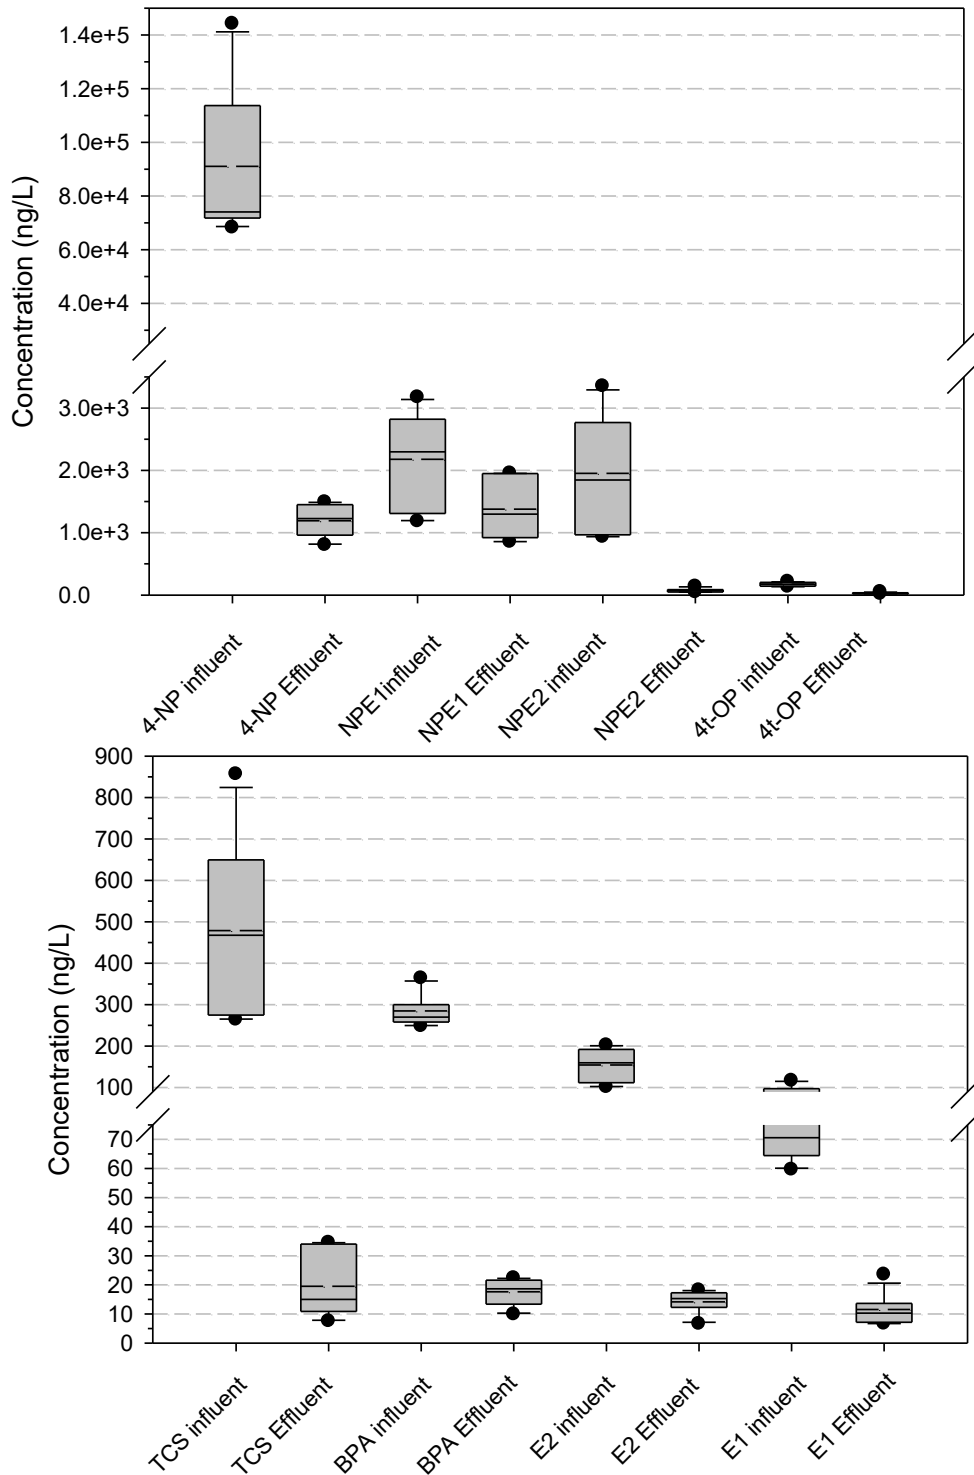 Concentration (ng/L)
1.4e+5
1.2e+5
1.0e+5
8.0e+4
6.0e+4
4.0e+4
3.0e+3
2.0e+3
1.0e+3
0.0
4-NP influent
4-NP Effluent
NPE1influent
NPE1 Effluent
NPE2 influent
NPE2 Effluent
4t-OP influent
4t-OP Effluent
Concentration (ng/L)
900
800
700
600
500
400
300
200
100
70
60
50
40
30
20
10
0
TCS influent
TCS Effluent
BPA influent
BPA Effluent
E2 influent
E2 Effluent
E1 influent
E1 Effluent